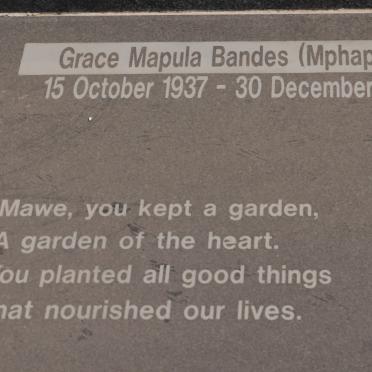 Grace Mapula Bandes (Mphap
15 October 1937 - 30 December
Mawe, you kept a garden,
A garden of the heart.
You planted all good things
hat nourished our lives.